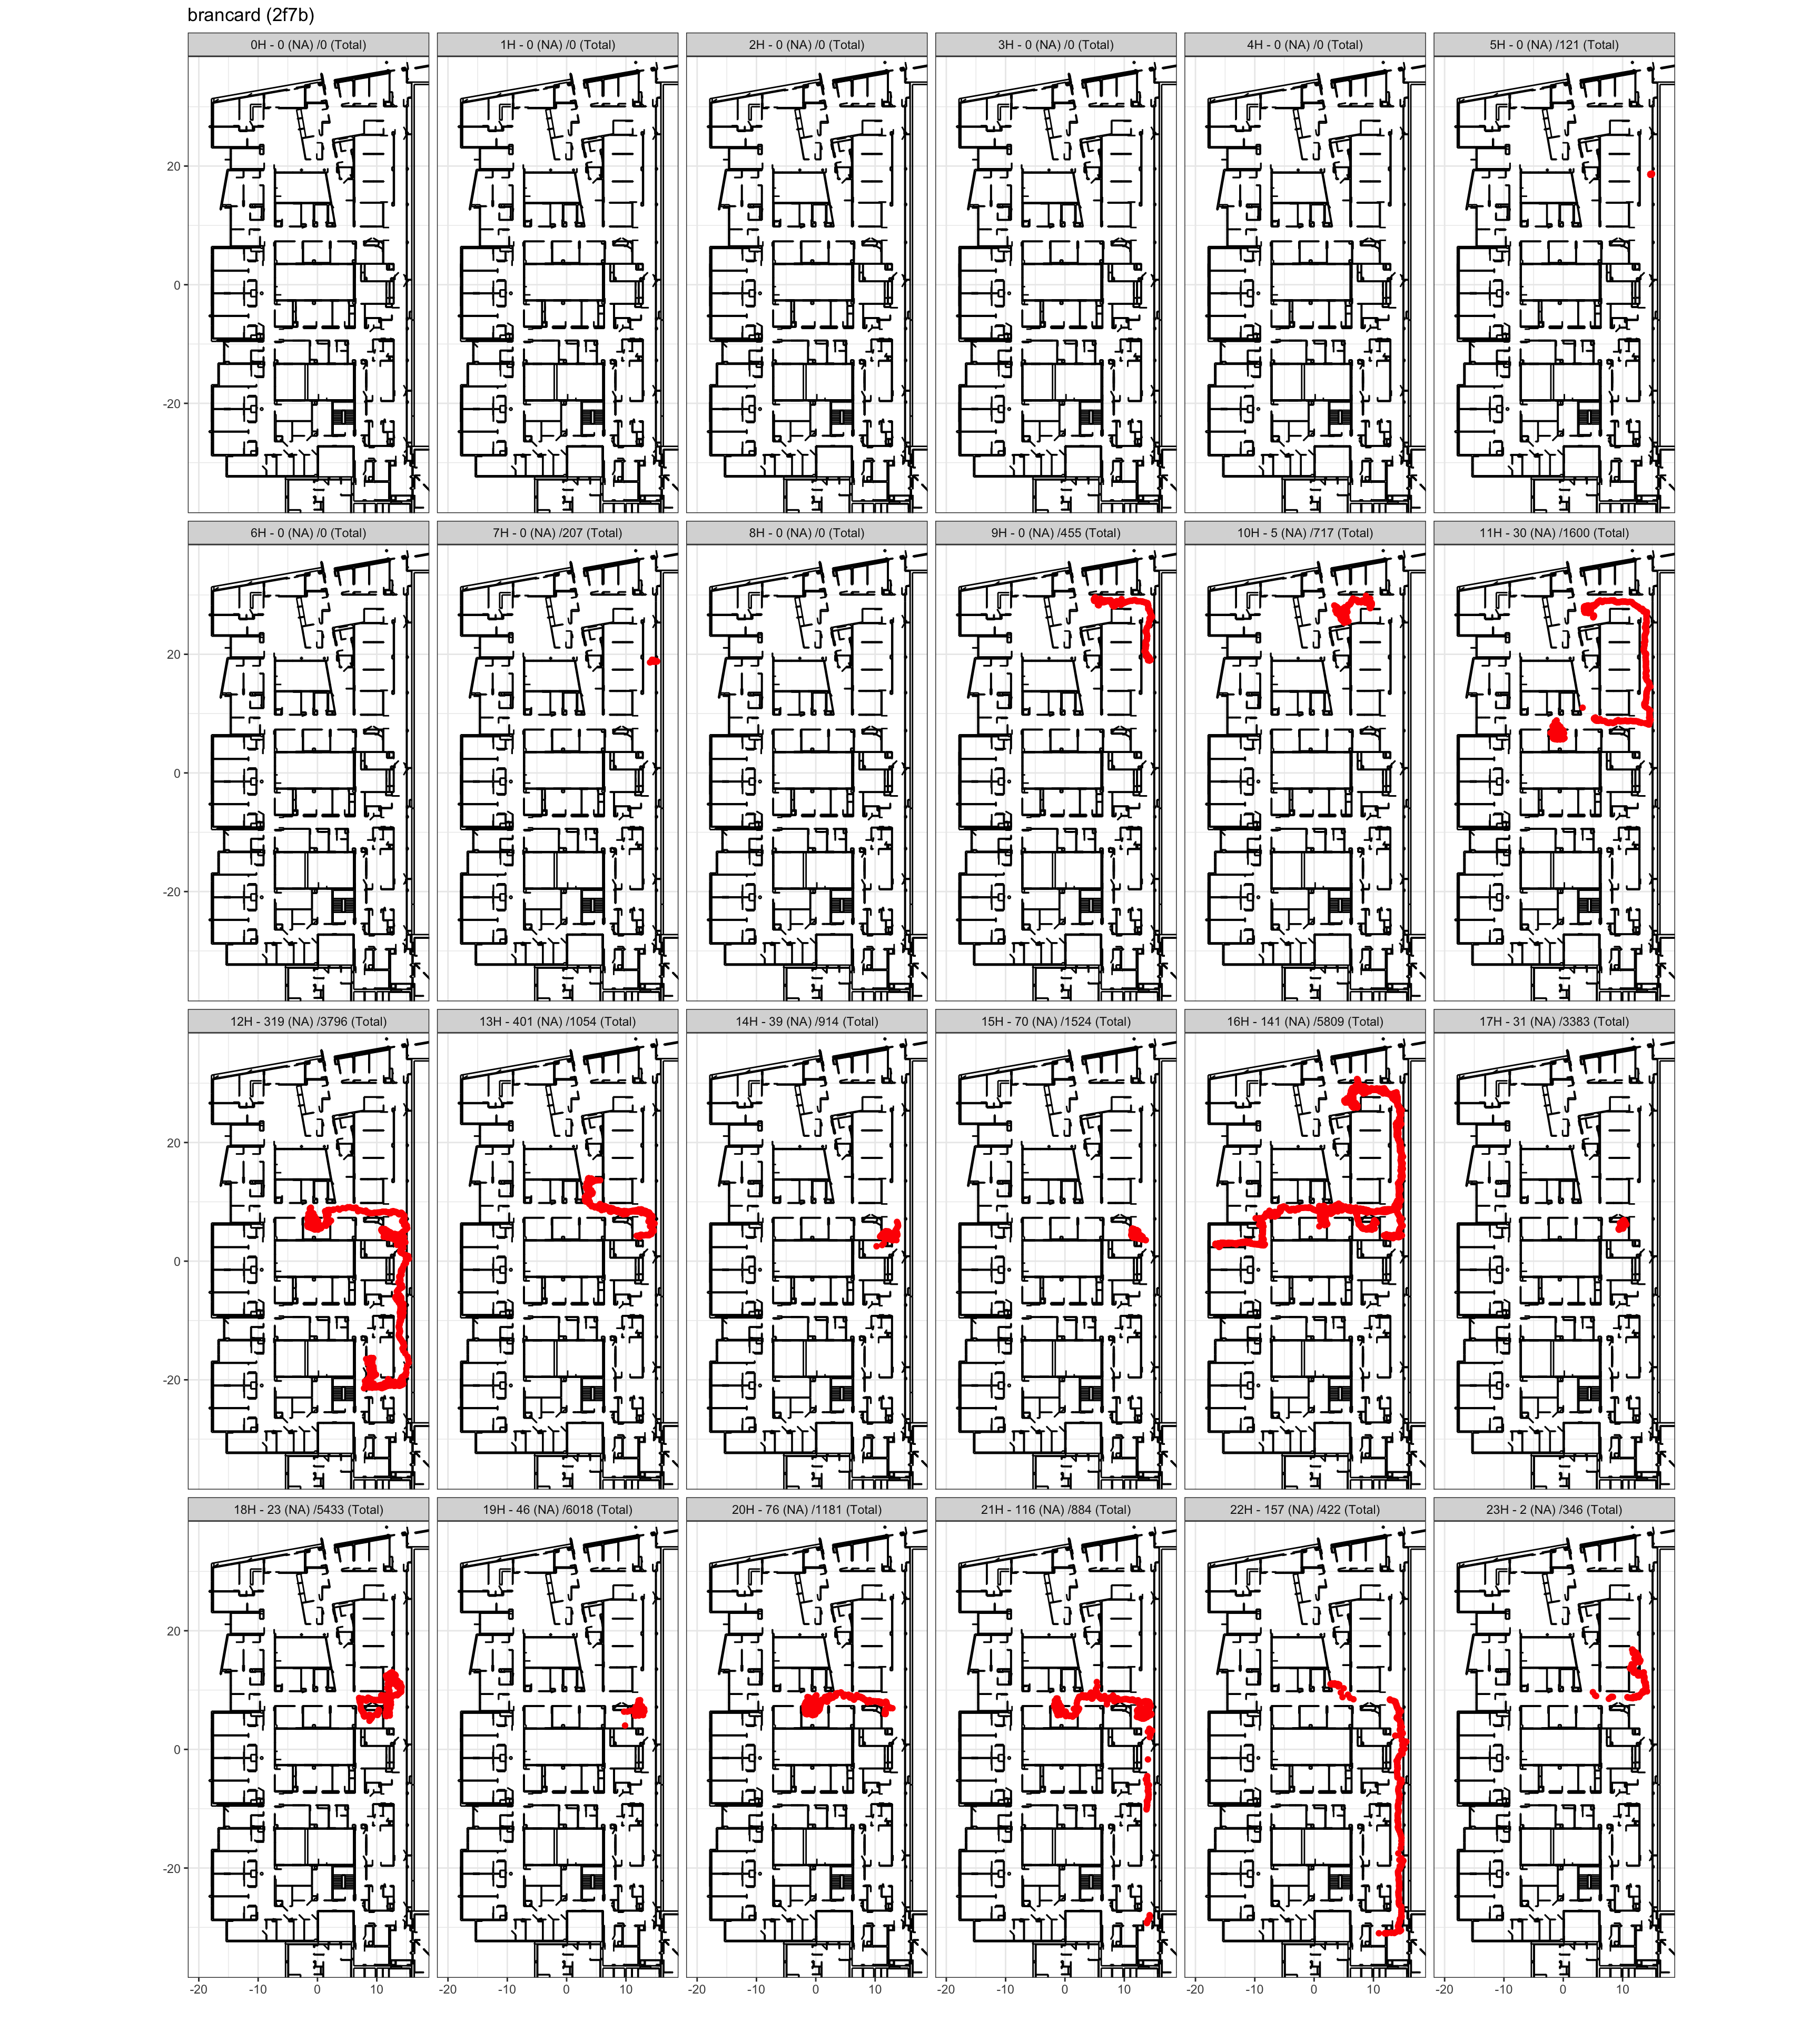 brancard (2f7b)
0H - 0 (NA) /0 (Total) 1H - 0 (NA) /0 (Total) 2H - 0 (NA) /0 (Total) 3H - 0 (NA) /0 (Total) 4H - 0 (NA) /0 (Total) 5H - 0 (NA) /121 (Total)
20
0
-20
6H - 0 (NA) /0 (Total) 7H - 0 (NA) /207 (Total) 8H - 0 (NA) /0 (Total) 9H - 0 (NA) /455 (Total) 10H - 5 (NA) /717 (Total) 11H - 30 (NA) /1600 (Total)
20
0
-20
12H - 319 (NA) /3796 (Total) 13H - 401 (NA) /1054 (Total) 14H - 39 (NA) /914 (Total) 15H - 70 (NA) /1524 (Total) 16H - 141 (NA) /5809 (Total) 17H - 31 (NA) /3383 (Total)
20
0
-20
18H - 23 (NA) /5433 (Total) 19H - 46 (NA) /6018 (Total) 20H - 76 (NA) /1181 (Total) 21H - 116 (NA) /884 (Total) 22H - 157 (NA) /422 (Total) 23H - 2 (NA) /346 (Total)
20
0
-20
-20 -10 0 10 -20 -10 0 10 -20 -10 0 10 -20 -10 0 10 -20 -10 0 10 -20 -10 0 10